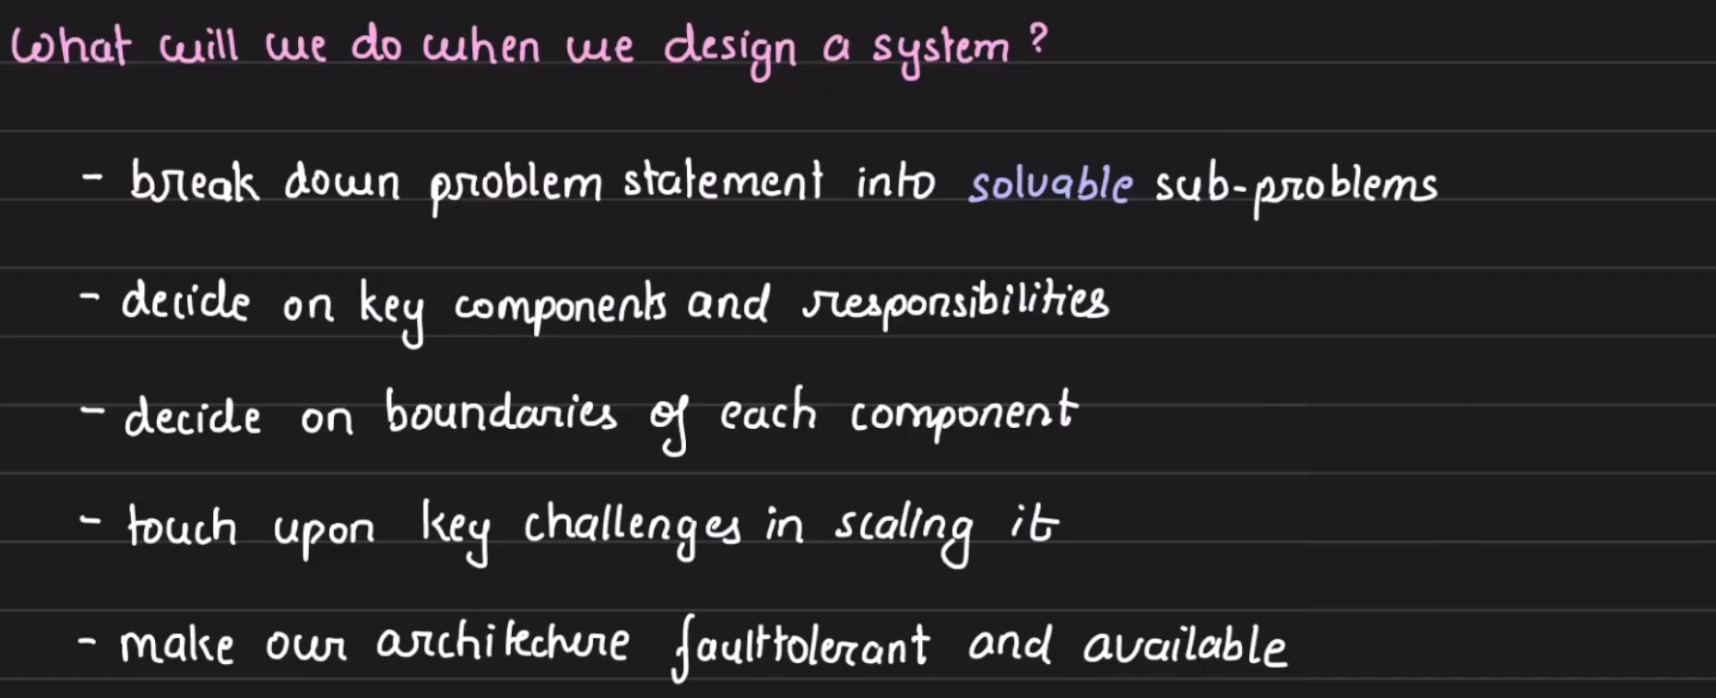 What will we do when we design a system?
- break down problem statement into solvable sub-problems
- decide on key components and responsibilities
- decide on boundaries of each component
- touch upon key challenges in scaling it
- make our architecture faulttolerant and available